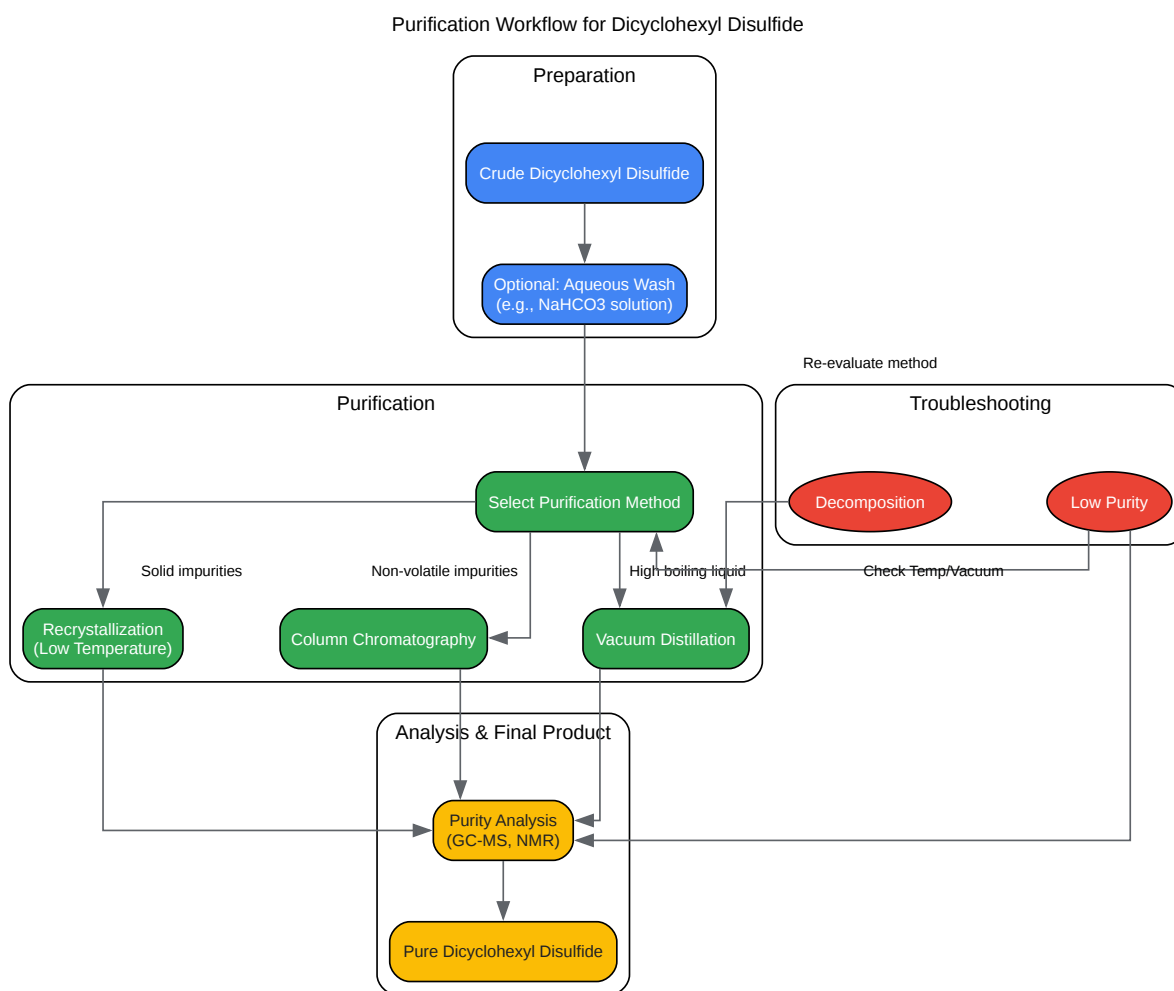 Purification Workflow for Dicyclohexyl Disulfide
Preparation
Crude Dicyclohexyl Disulfide
Optional: Aqueous Wash
(e.g., NaHCO3 solution)
Re-evaluate method
Purification
Troubleshooting
Select Purification Method
Decomposition
Low Purity
Solid impurities
Non-volatile impurities
High boiling liquid
Check Temp/Vacuum
Recrystallization
(Low Temperature)
Column Chromatography
Vacuum Distillation
Analysis & Final Product
Purity Analysis
(GC-MS, NMR)
Pure Dicyclohexyl Disulfide